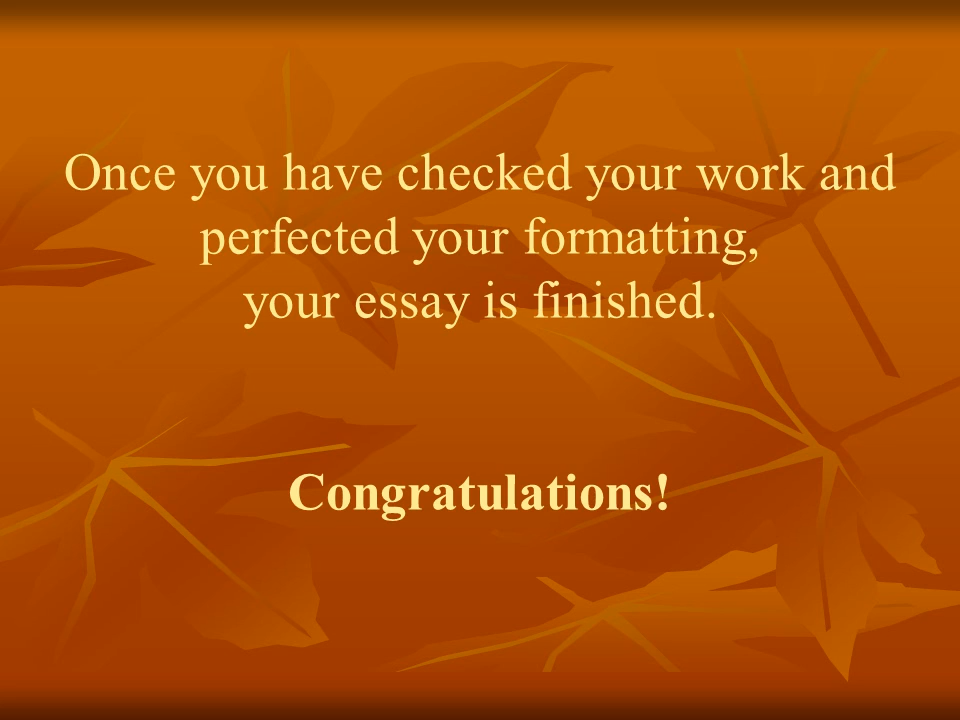 Once you have checked your work and
perfected your formatting,
your essay is finished.
Congratulations!